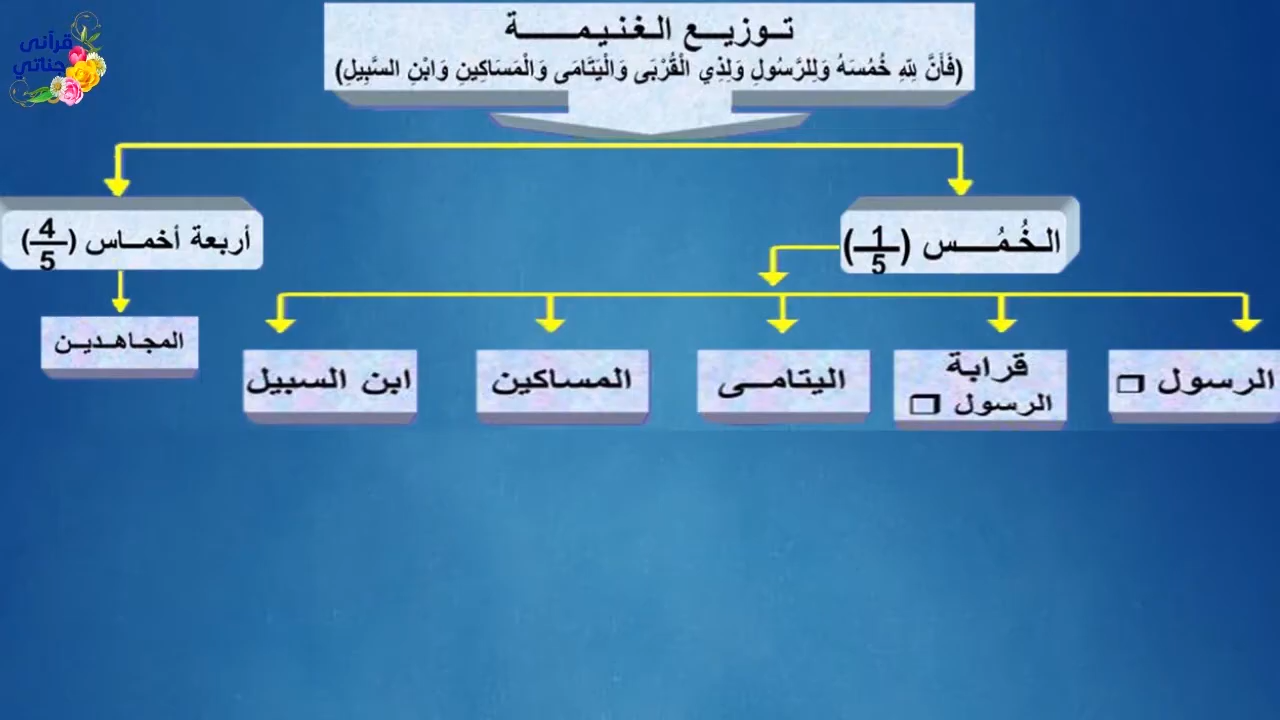 قرآني
جناتي
توزيع الغنيمة
(فَأَنَّ لِلّهِ خُمُسَهُ وَلِلرَّسُولِ وَلِذِي الْقُرْبَى وَالْيَتَامَى وَالْمَسَاكِينِ وَابْنِ السَّبِيلِ)
الخُمُس (1/5)
أربعة أخماس (4/5)
الرسول
قرابة
الرسول
اليتامى
المساكين
ابن السبيل
المجاهدين